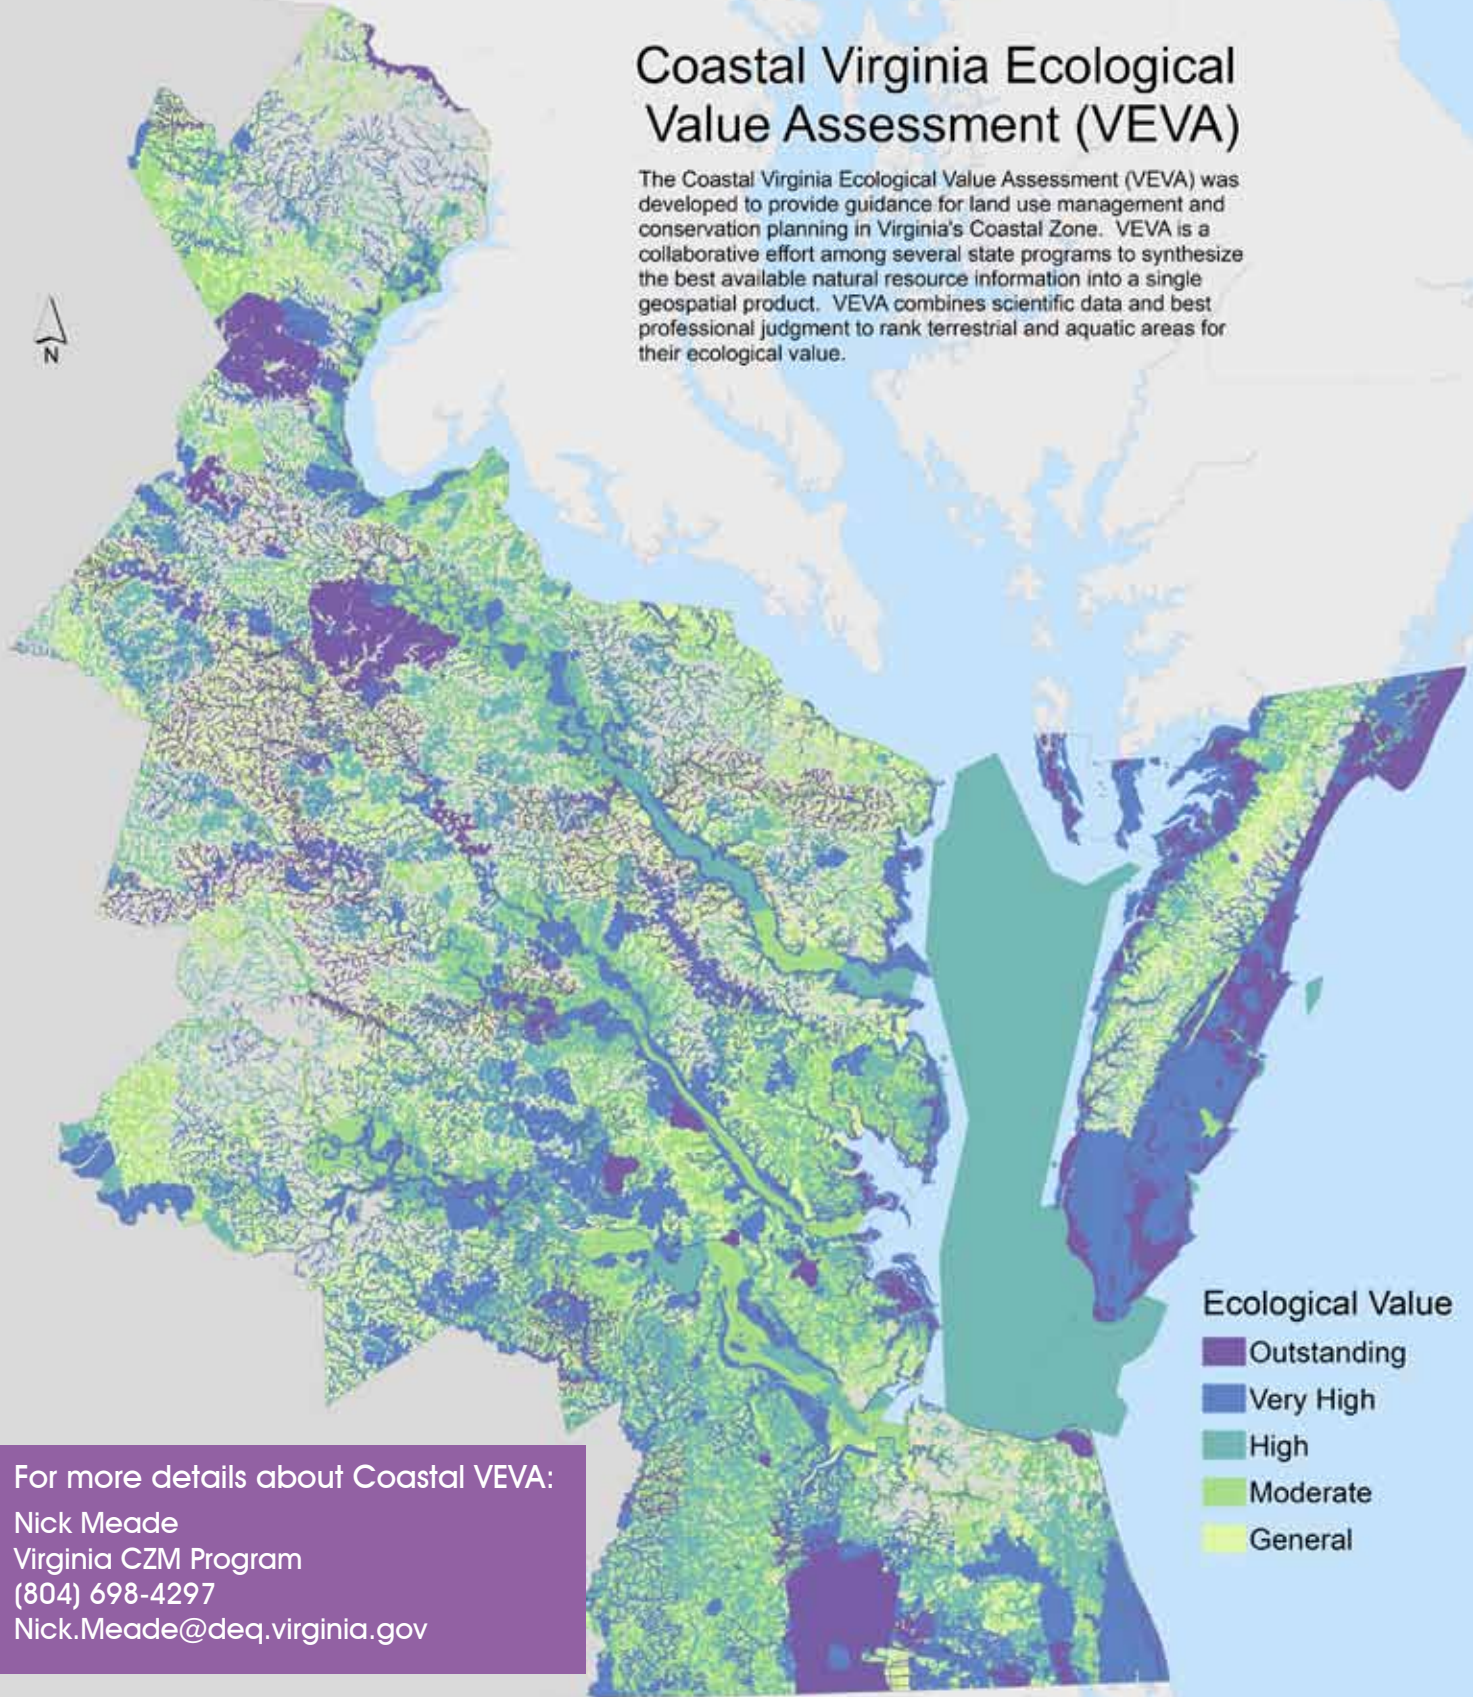 Coastal Virginia Ecological
Value Assessment (VEVA)
The Coastal Virginia Ecological Value Assessment (VEVA) was
developed to provide guidance for land use management and
conservation planning in Virginia's Coastal Zone.  VEVA is a
collaborative effort among several state programs to synthesize
the best available natural resource information into a single
geospatial product.  VEVA combines scientific data and best
professional judgment to rank terrestrial and aquatic areas for
their ecological value.
N
Ecological Value
Outstanding
Very High
High
Moderate
General
For more details about Coastal VEVA:
Nick Meade
Virginia CZM Program
(804) 698-4297
Nick.Meade@deq.virginia.gov